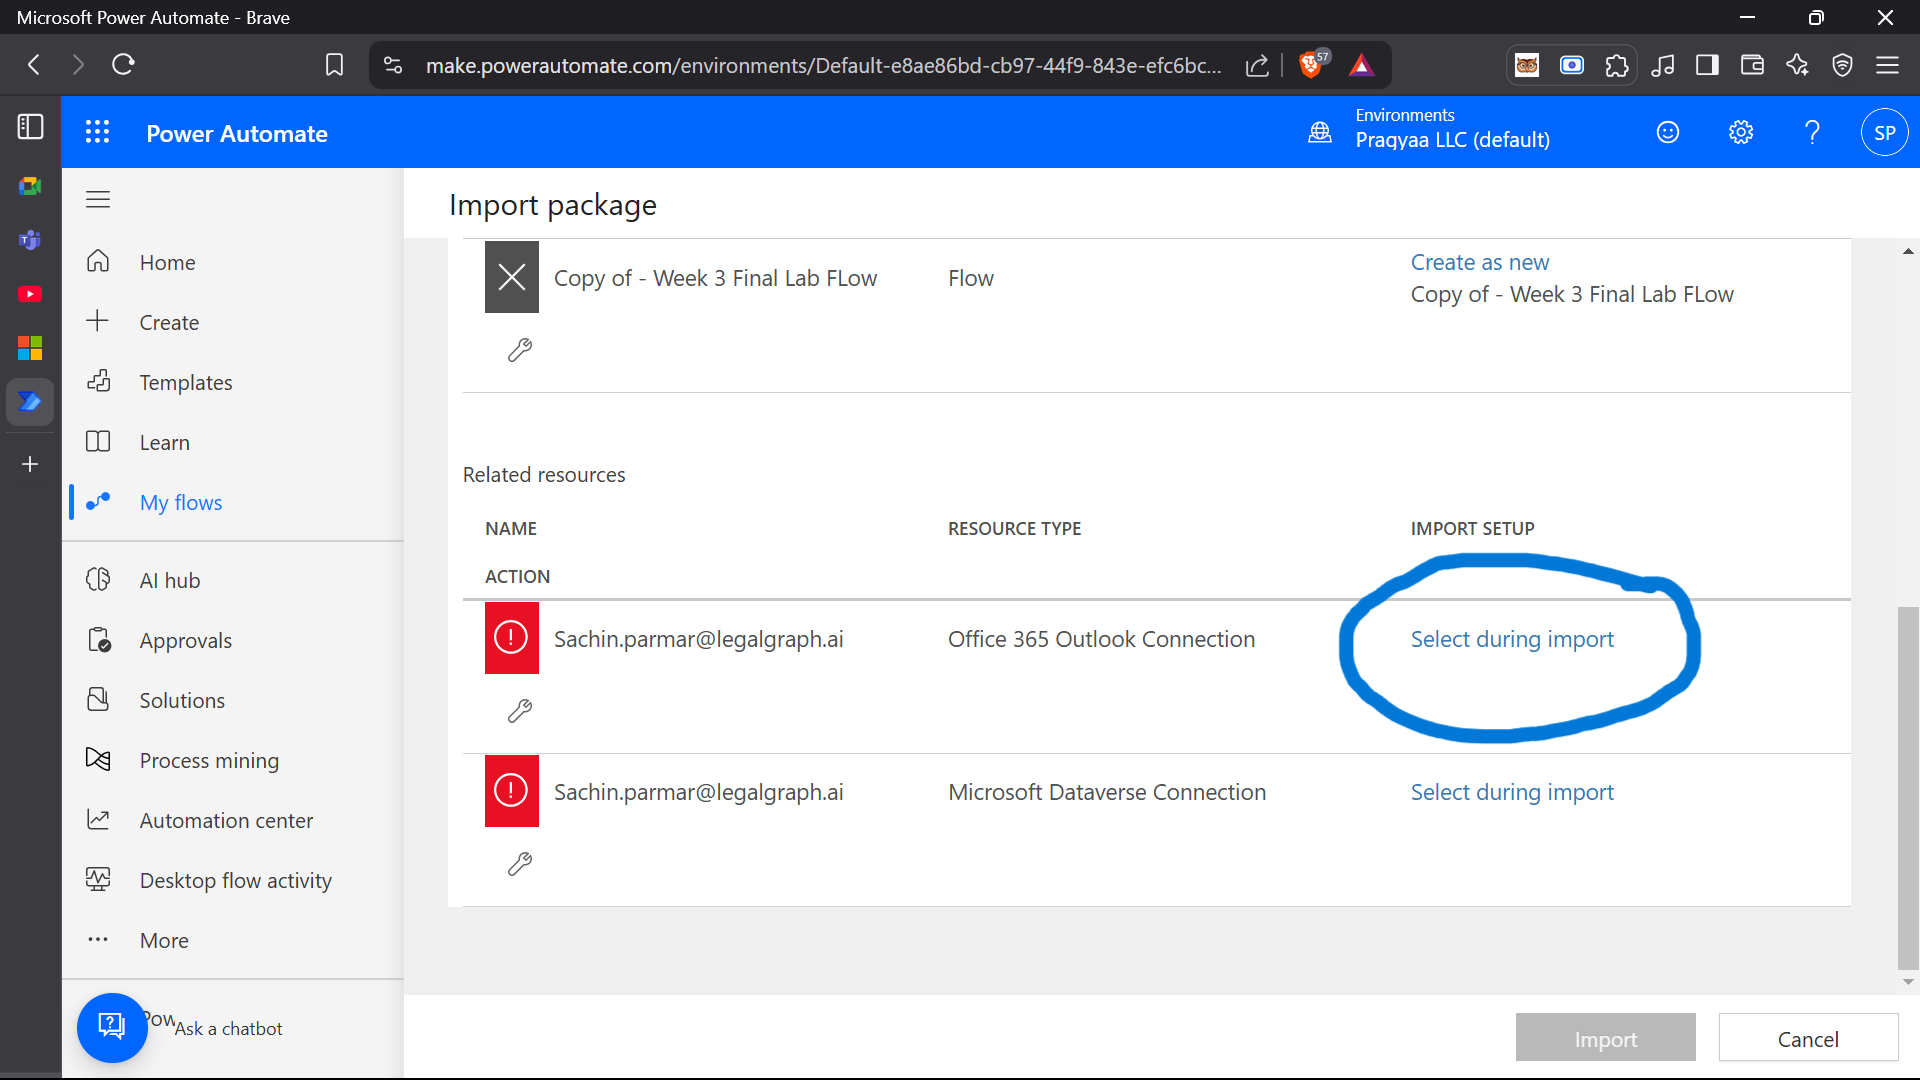 Microsoft Power Automate - Brave
make.powerautomate.com/environments/Default-e8ae86bd-cb97-44f9-843e-efc6bc...
57
Power Automate
Environments
Pragyaa LLC (default)
SP
Home
Create
Templates
Learn
My flows
AI hub
Approvals
Solutions
Process mining
Automation center
Desktop flow activity
More
Pow
Ask a chatbot
Import package
Copy of - Week 3 Final Lab FLow
Flow
Create as new
Copy of - Week 3 Final Lab FLow
Related resources
NAME
RESOURCE TYPE
IMPORT SETUP
ACTION
Sachin.parmar@legalgraph.ai
Office 365 Outlook Connection
Select during import
Sachin.parmar@legalgraph.ai
Microsoft Dataverse Connection
Select during import
Import
Cancel